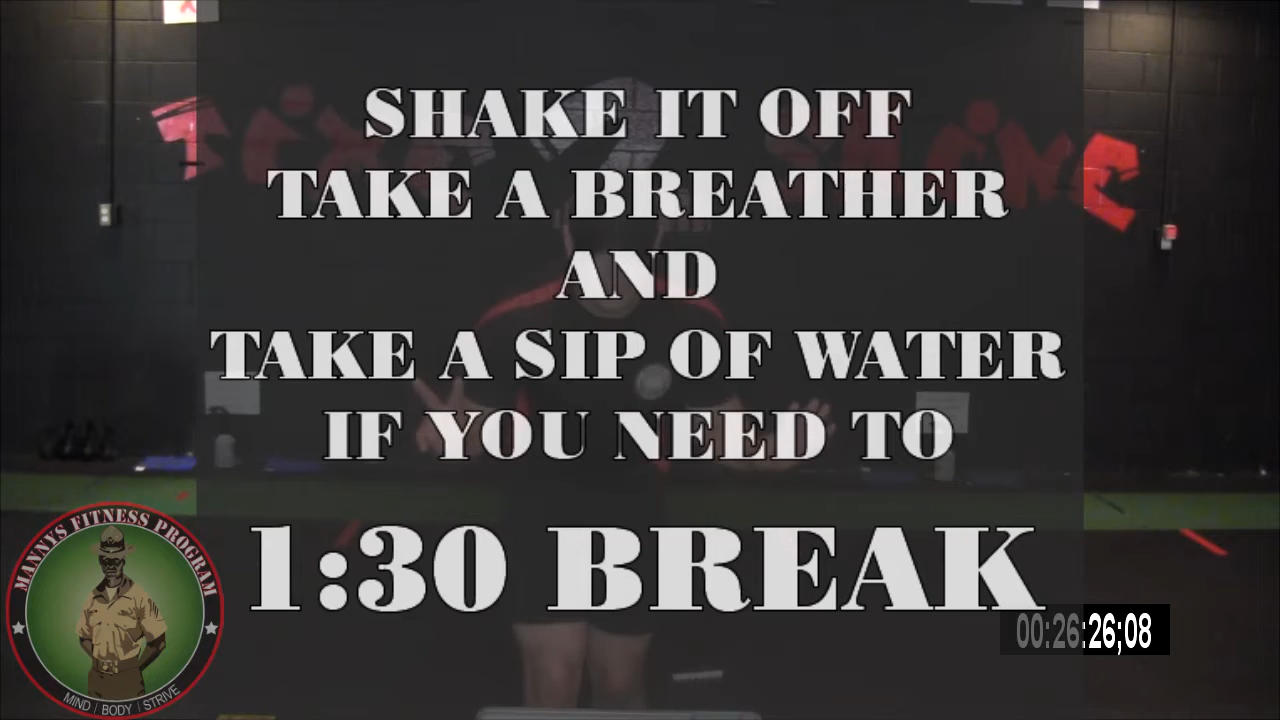 SHAKE IT OFF
TAKE A BREATHER
AND
TAKE A SIP OF WATER
IF YOU NEED TO
1:30 BREAK
00:26:26;08
MANNYS FITNESS PROGRAM
MIND / BODY / STRIVE